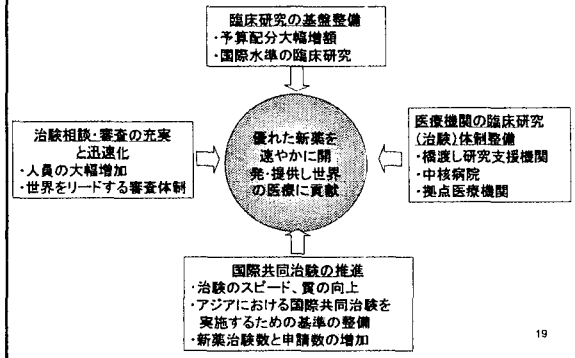 臨床研究の基盤整備
・予算配分大幅増額
・国際水準の臨床研究
治験相談・審査の充実
と迅速化
・人員の大幅増加
・世界をリードする審査体制
優れた新薬を
速やかに開
発・提供し世界
の医療に貢献
医療機関の臨床研究
(治験)体制整備
・橋渡し研究支援機関
・中核病院
・拠点医療機関
国際共同治験の推進
・治験のスピード、質の向上
・アジアにおける国際共同治験を
実施するための基準の整備
・新薬治験数と申請数の増加
19